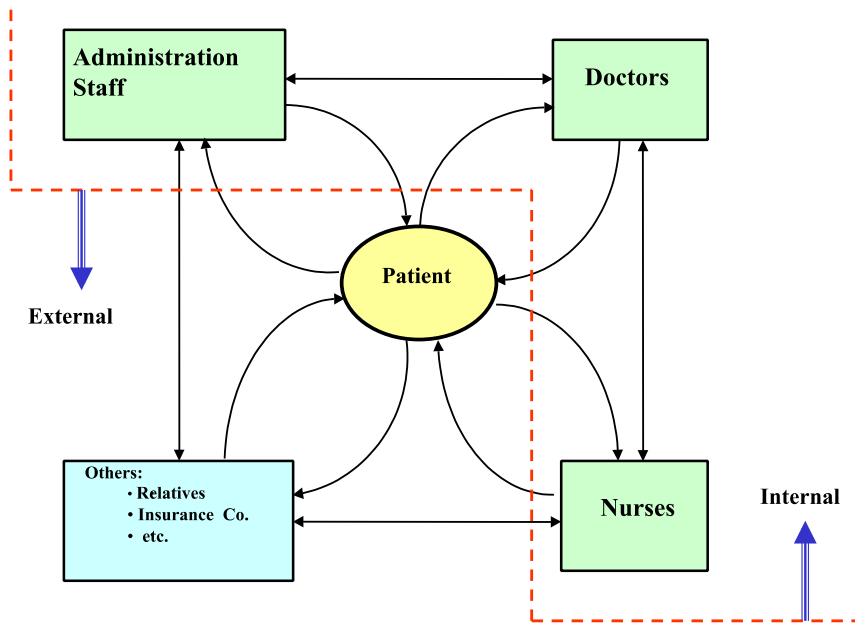 Administration
Staff
Doctors
Patient
External
Others:
• Relatives
• Insurance Co.
• etc.
Nurses
Internal